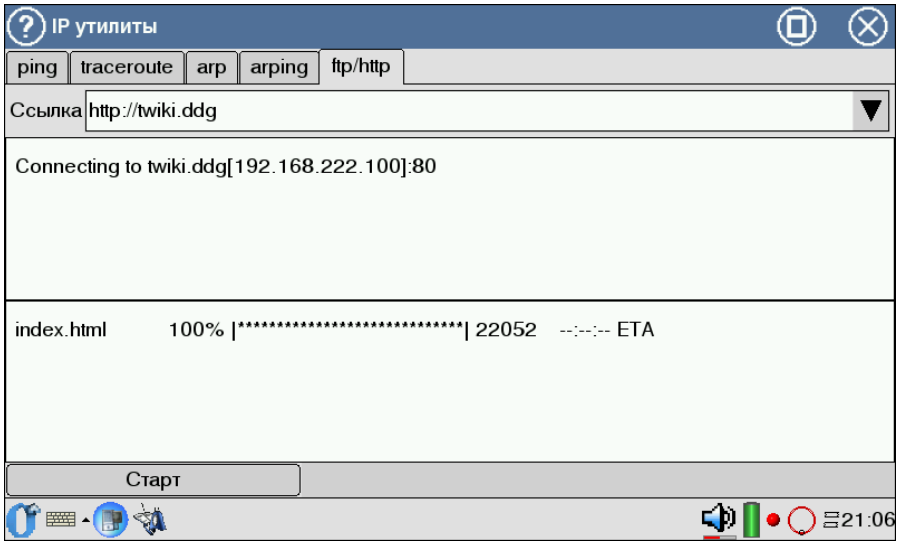 IP утилиты
ping traceroute arp arping ftp/http
Ссылка http://twiki.ddg
Connecting to twiki.ddg[192.168.222.100]:80
index.html 100% |*****************************| 22052 --:--:-- ETA
Старт
21:06